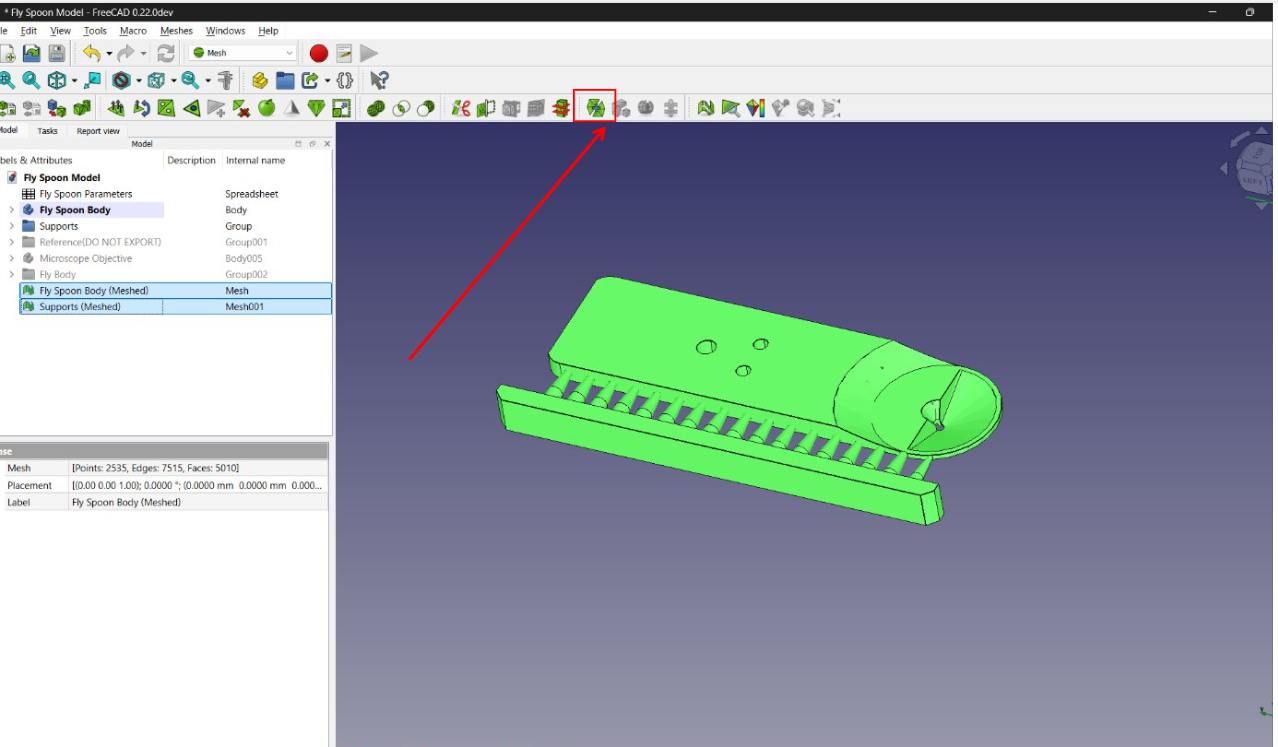 * Fly Spoon Model - FreeCAD 0.22.0dev
le Edit View Tools Macro Meshes Windows Help
Mesh
Model Tasks Report view
Model
bels & Attributes Description Internal name
Fly Spoon Model
Fly Spoon Parameters Spreadsheet
Fly Spoon Body Body
Supports Group
Reference(DO NOT EXPORT) Group001
Microscope Objective Body005
Fly Body Group002
Fly Spoon Body (Meshed) Mesh
Supports (Meshed) Mesh001
ase
Mesh [Points: 2535, Edges: 7515, Faces: 5010]
Placement [(0.00 0.00 1.00); 0.0000 °; (0.0000 mm 0.0000 mm 0.000...
Label Fly Spoon Body (Meshed)
LEFT